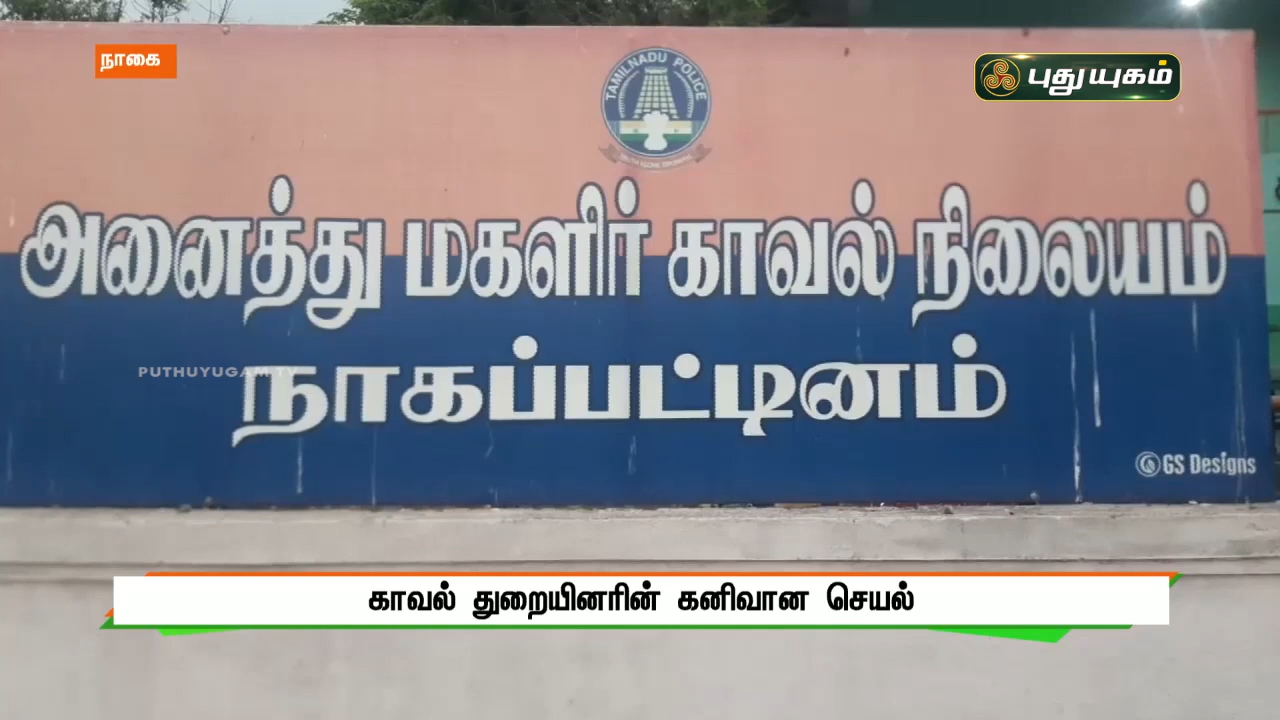 நாகை
புதுயுகம்
TAMILNADU POLICE
அனைத்து மகளிர் காவல் நிலையம்
PUTHUYUGAM TV
நாகப்பட்டினம்
GS Designs
காவல் துறையினரின் கனிவான செயல்